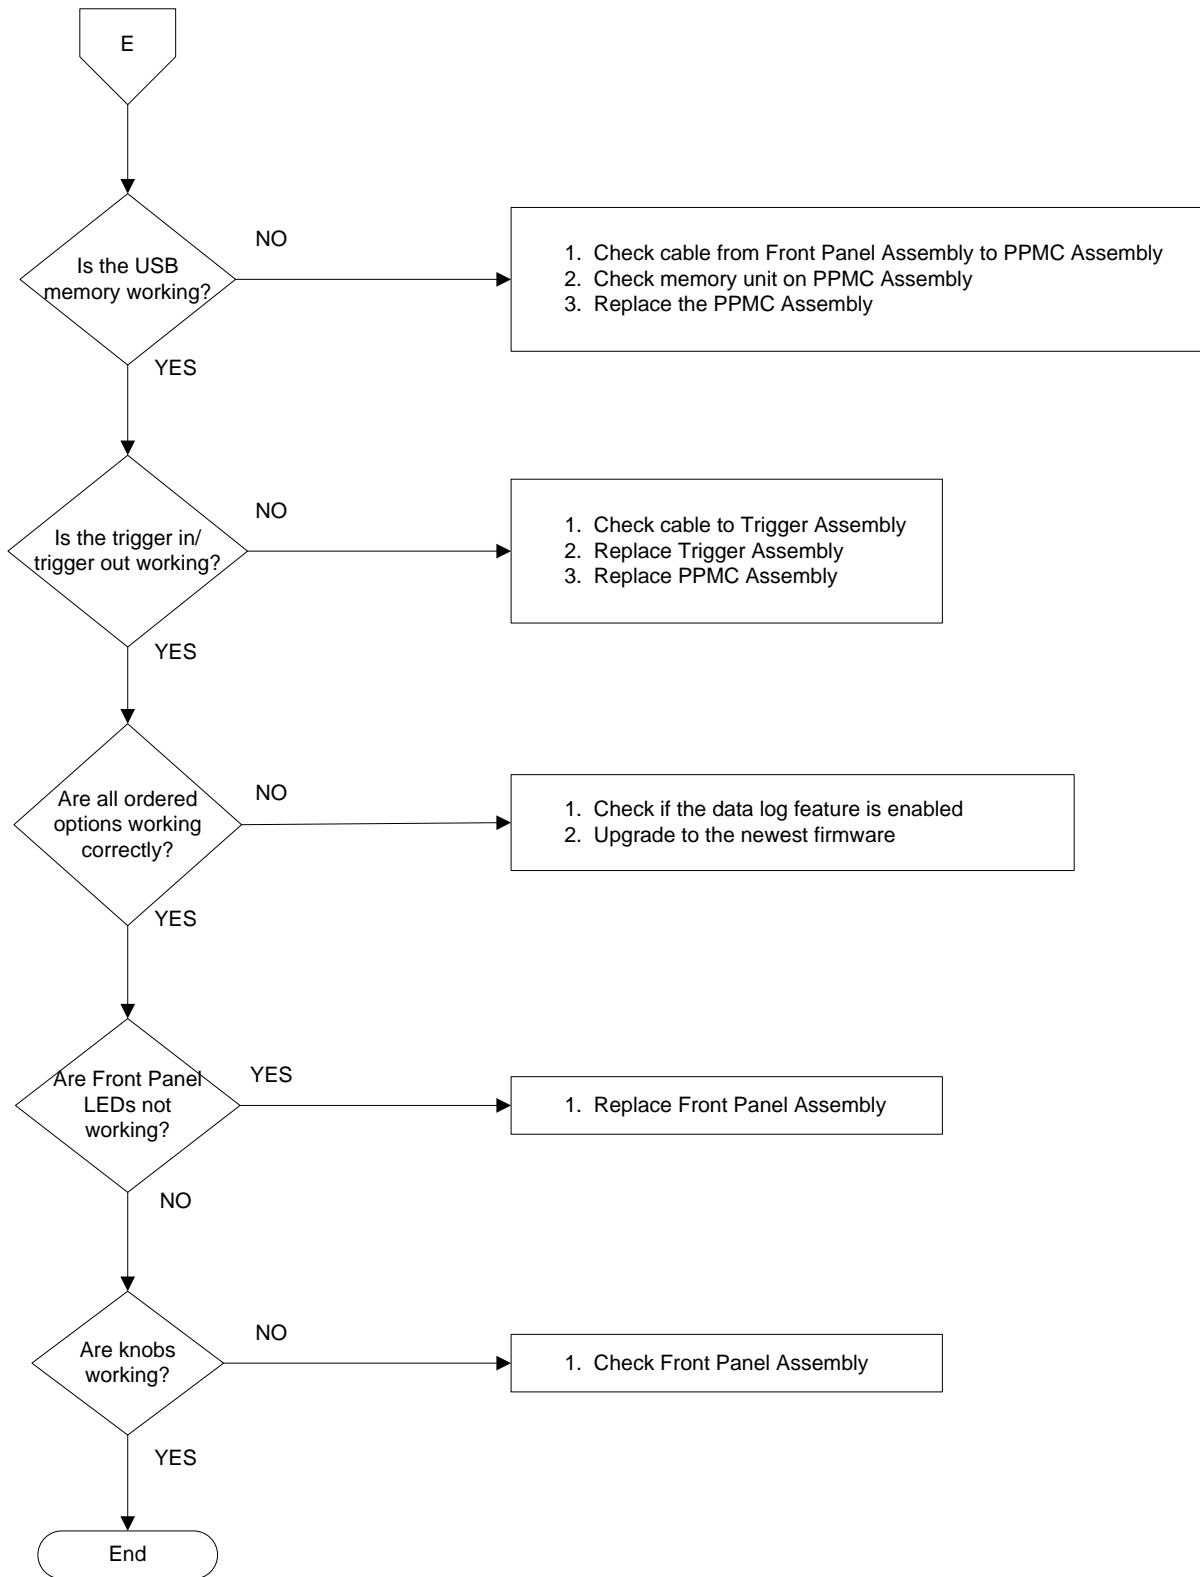 E
Is the USB
memory working?
NO
1. Check cable from Front Panel Assembly to PPMC Assembly
2. Check memory unit on PPMC Assembly
3. Replace the PPMC Assembly
YES
Is the trigger in/
trigger out working?
NO
1. Check cable to Trigger Assembly
2. Replace Trigger Assembly
3. Replace PPMC Assembly
YES
Are all ordered
options working
correctly?
NO
1. Check if the data log feature is enabled
2. Upgrade to the newest firmware
YES
Are Front Panel
LEDs not
working?
YES
1. Replace Front Panel Assembly
NO
Are knobs
working?
NO
1. Check Front Panel Assembly
YES
End